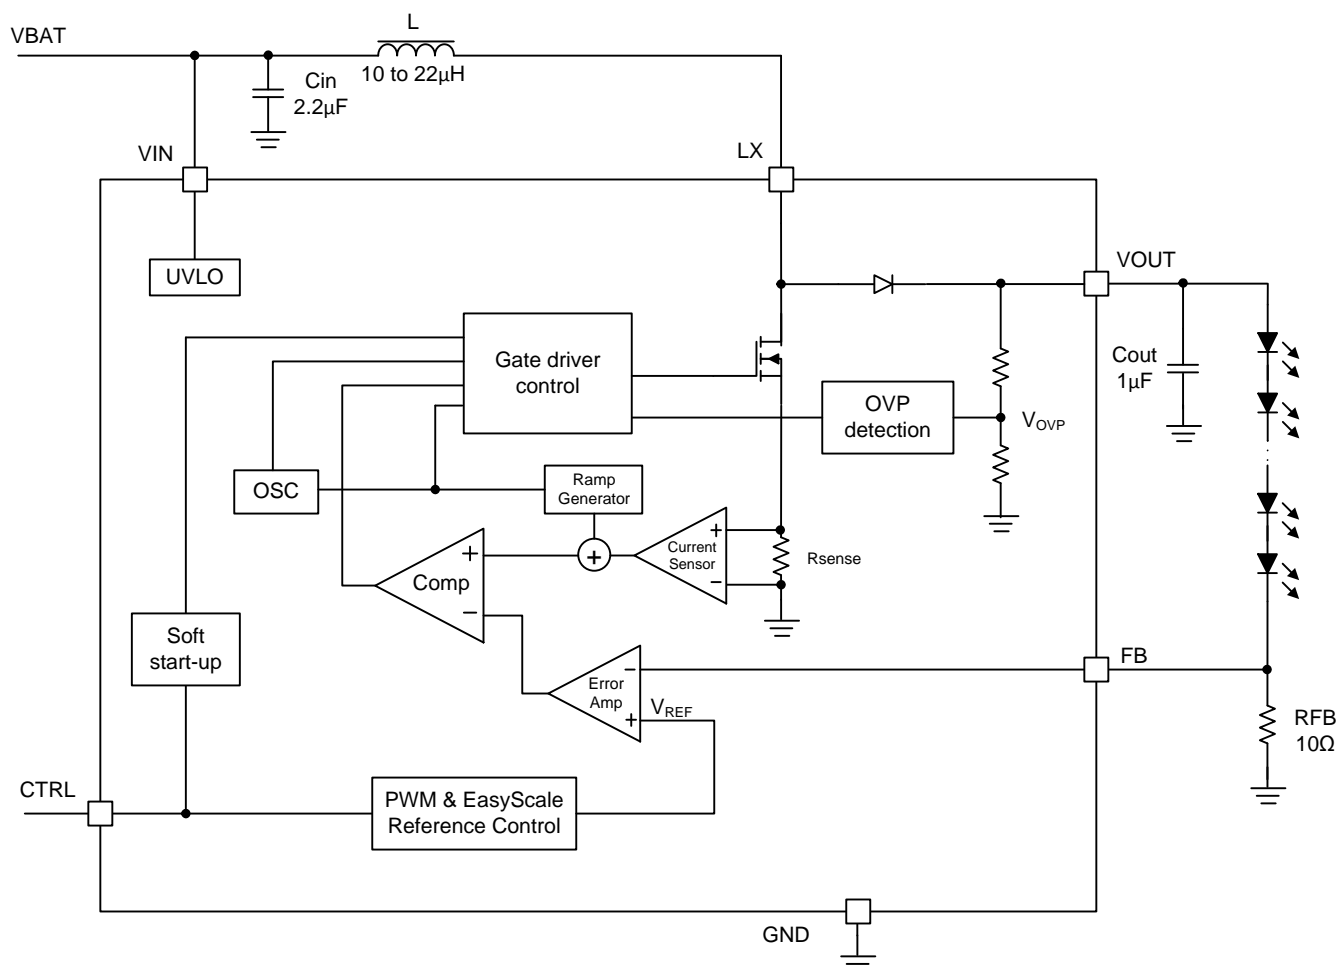 L
VBAT
10 to 22µH
Cin
2.2µF
VIN
LX
UVLO
VOUT
Gate driver
control
Cout
1µF
OVP
detection
VOVP
OSC
Ramp
Generator
+
Current
Sensor
+
−
Rsense
Comp
+
−
Soft
start-up
Error
Amp
−
+
VREF
FB
RFB
10Ω
CTRL
PWM & EasyScale
Reference Control
GND